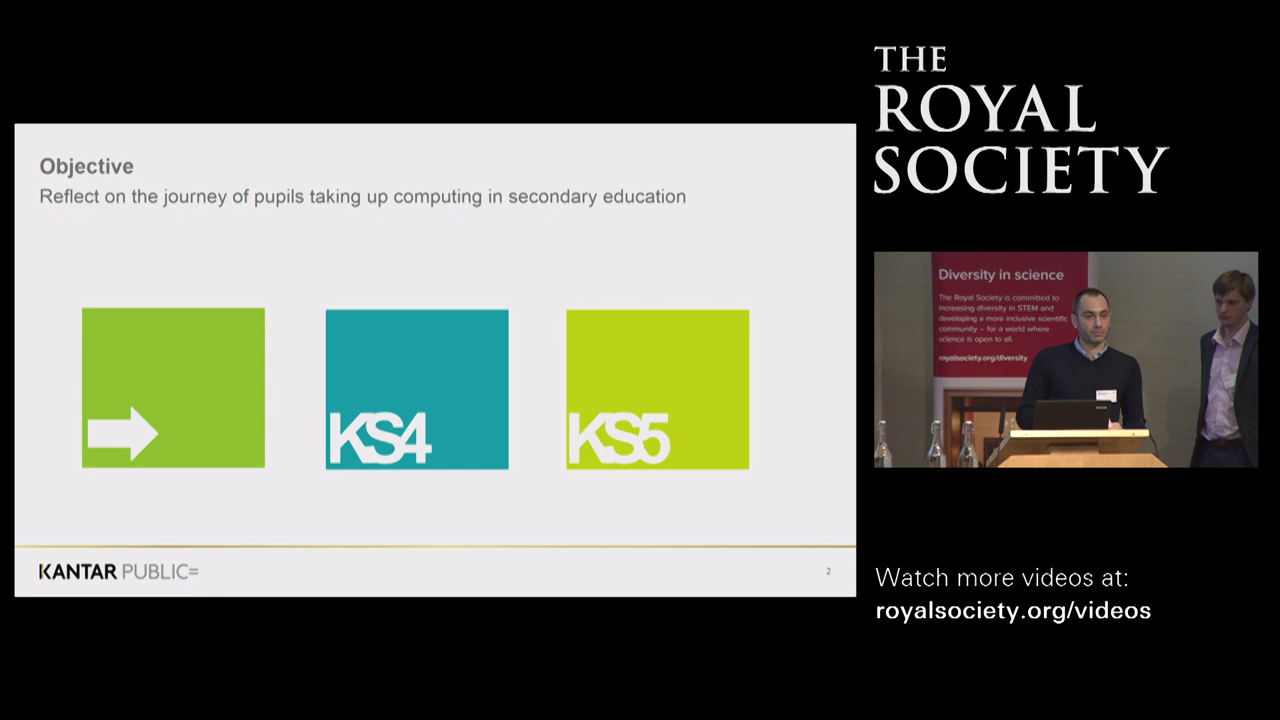 Objective
Reflect on the journey of pupils taking up computing in secondary education
KS4
KS5
KANTAR PUBLIC=
2
THE
ROYAL
SOCIETY
Diversity in science
The Royal Society is committed to
increasing diversity in STEM and
developing a more inclusive scientific
community – for a world where
science is open to all.
royalsociety.org/diversity
Watch more videos at:
royalsociety.org/videos